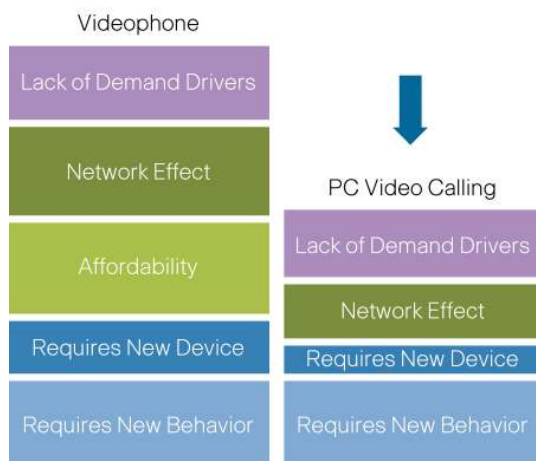 Videophone
Lack of Demand Drivers
Network Effect
Affordability
Requires New Device
Requires New Behavior
PC Video Calling
Lack of Demand Drivers
Network Effect
Requires New Device
Requires New Behavior